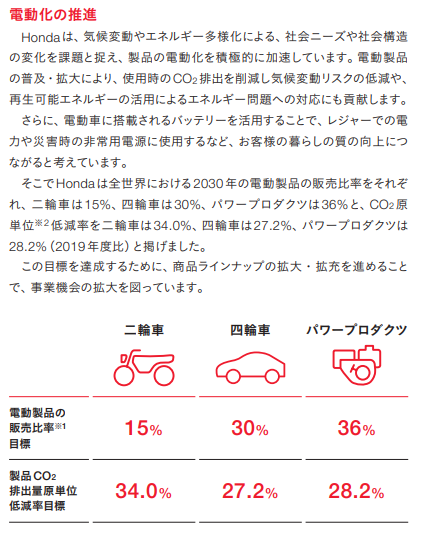 電動化の推進
Hondaは、気候変動やエネルギー多様化による、社会ニーズや社会構造
の変化を課題と捉え、製品の電動化を積極的に加速しています。電動製品
の普及・拡大により、使用時のCO2排出を削減し気候変動リスクの低減や、
再生可能エネルギーの活用によるエネルギー問題への対応にも貢献します。
さらに、電動車に搭載されるバッテリーを活用することで、レジャーでの電
力や災害時の非常用電源に使用するなど、お客様の暮らしの質の向上につ
ながると考えています。
そこでHondaは全世界における2030年の電動製品の販売比率をそれぞ
れ、二輪車は15%、四輪車は30%、パワープロダクツは36%と、CO2原
単位※2低減率を二輪車は34.0%、四輪車は27.2%、パワープロダクツは
28.2%（2019年度比）と掲げました。
この目標を達成するために、商品ラインナップの拡大・拡充を進めること
で、事業機会の拡大を図っています。
二輪車 四輪車 パワープロダクツ
電動製品の
販売比率※1
目標
15% 30% 36%
製品CO2
排出量原単位
低減率目標
34.0% 27.2% 28.2%